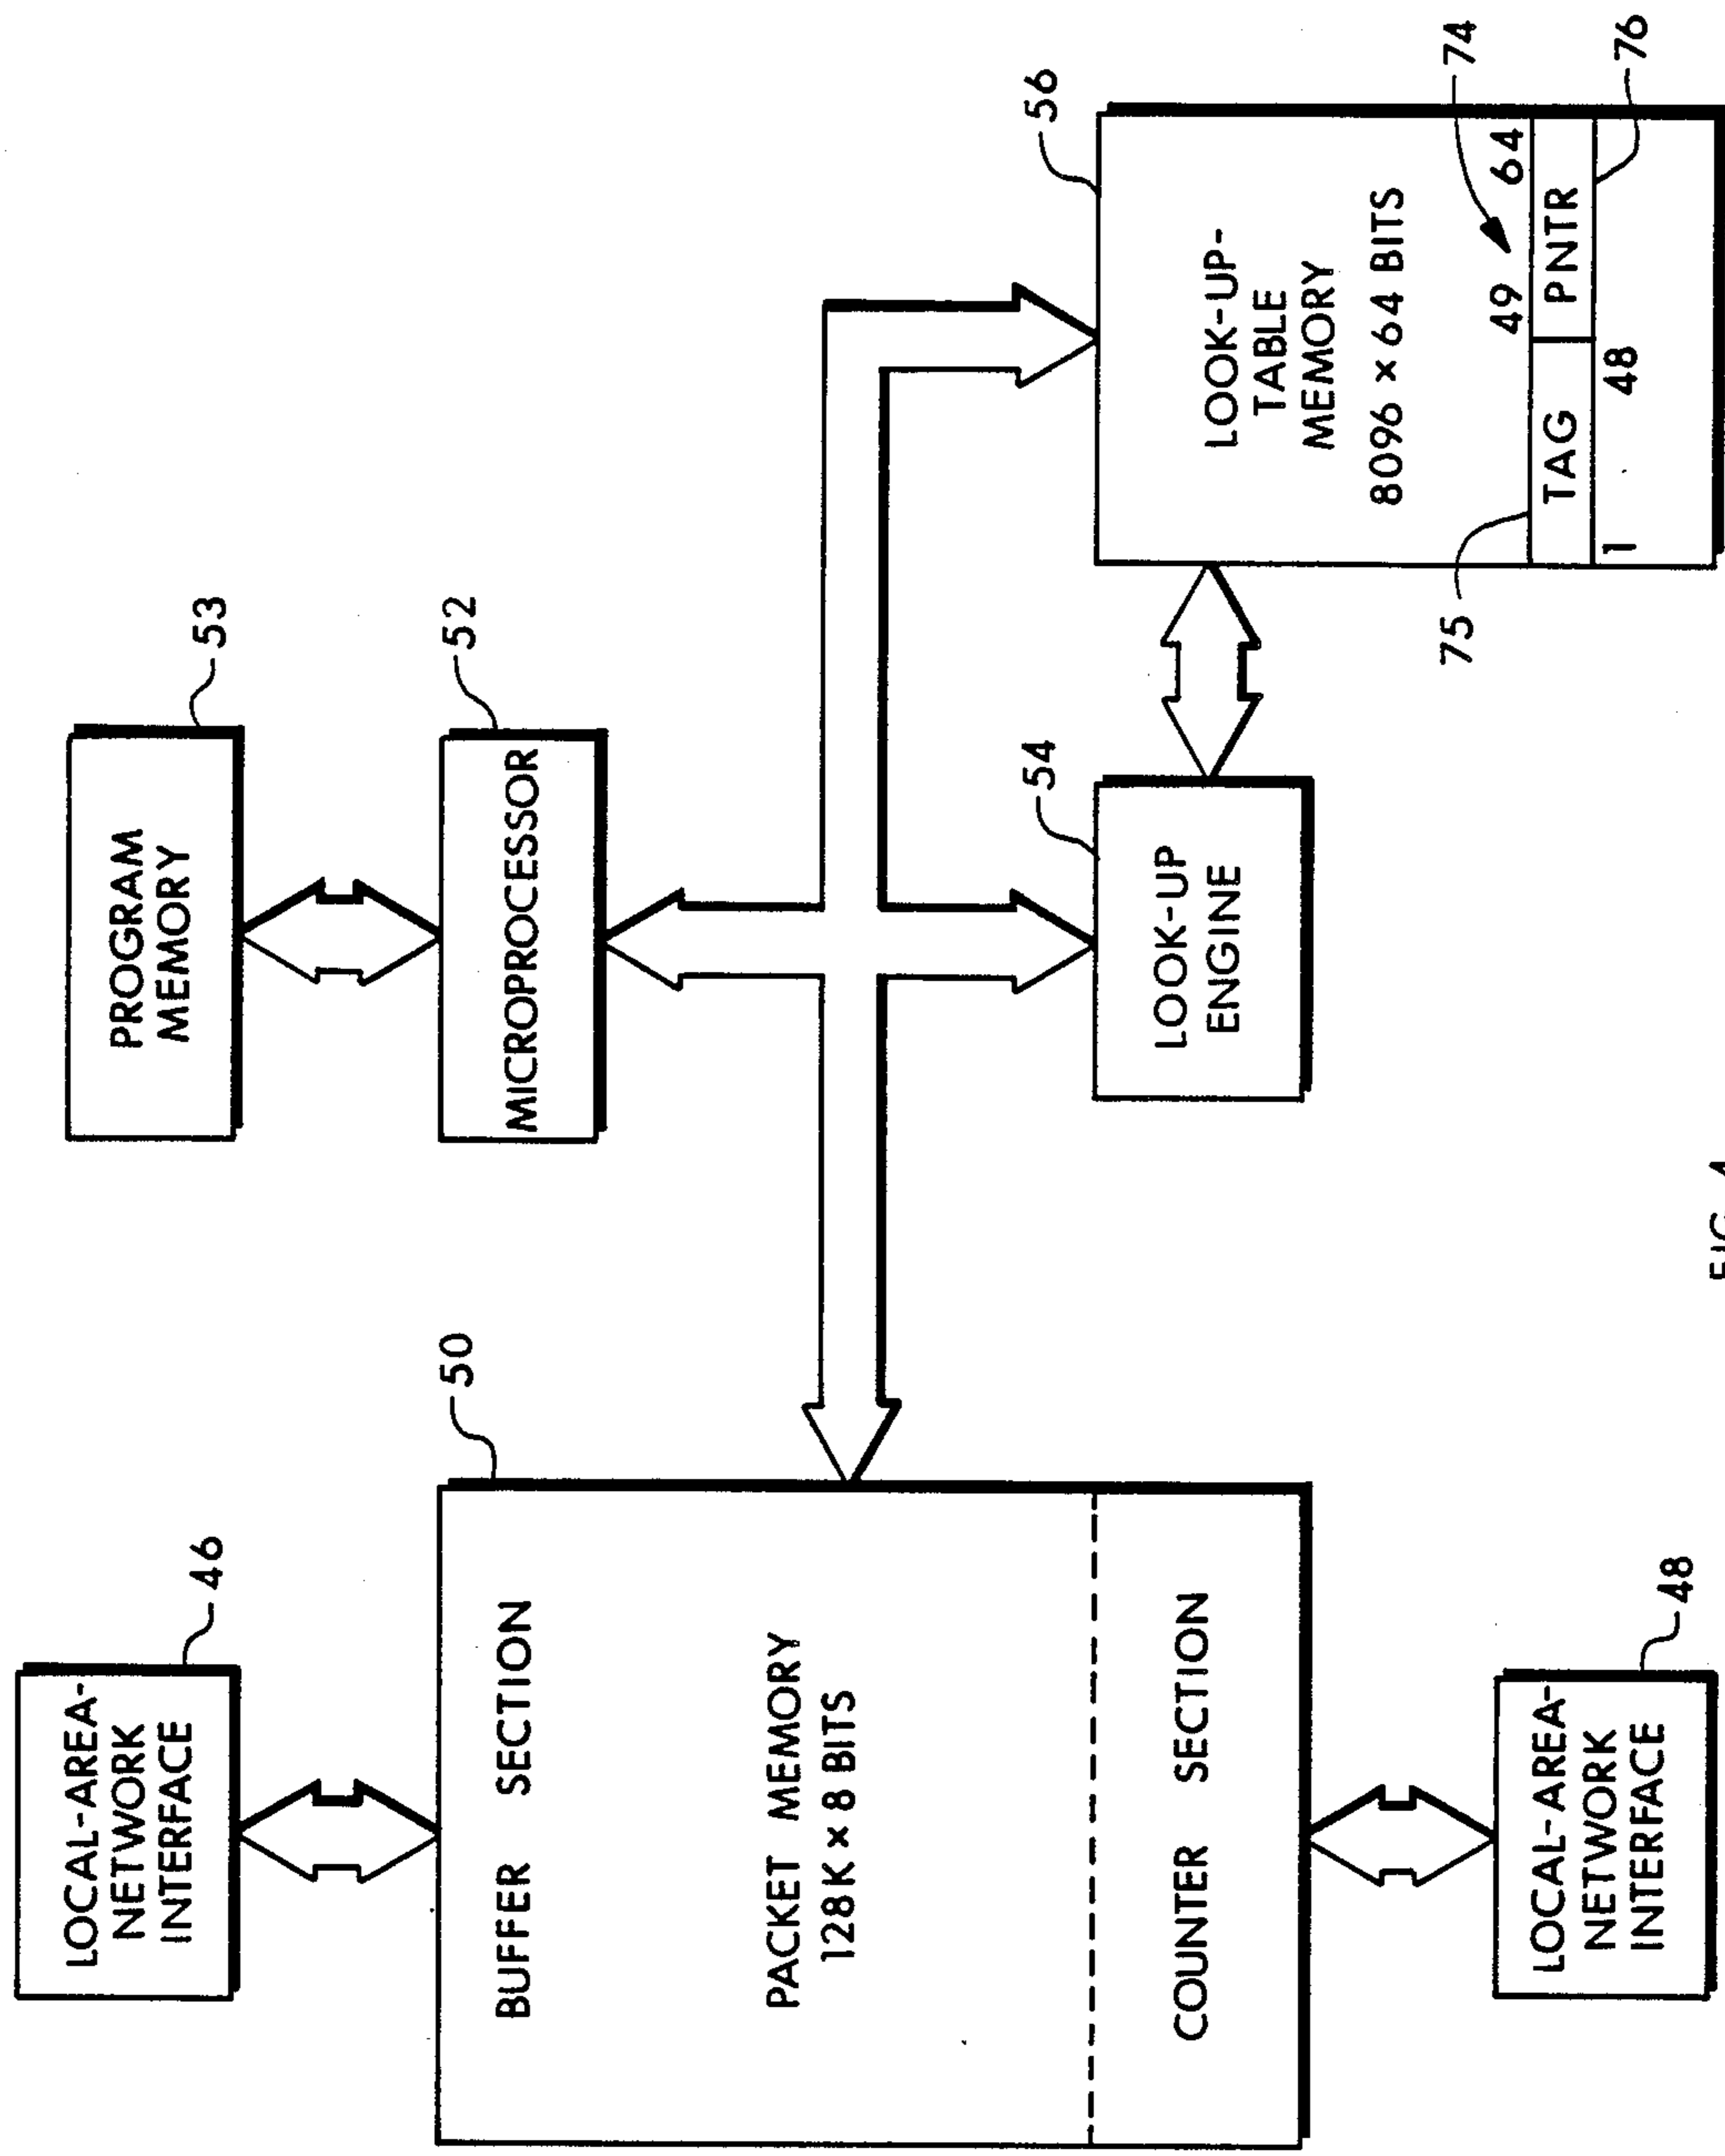 LOCAL-AREA-
NETWORK
INTERFACE
46
BUFFER SECTION
50
PACKET MEMORY
128K × 8 BITS
COUNTER SECTION
LOCAL-AREA-
NETWORK
INTERFACE
48
PROGRAM
MEMORY
53
MICROPROCESSOR
52
LOOK-UP
ENGINE
54
LOOK-UP-
TABLE
MEMORY
56
8096 × 64 BITS
49 64
74
75
TAG PNTR
1 48
76
FIG. 4